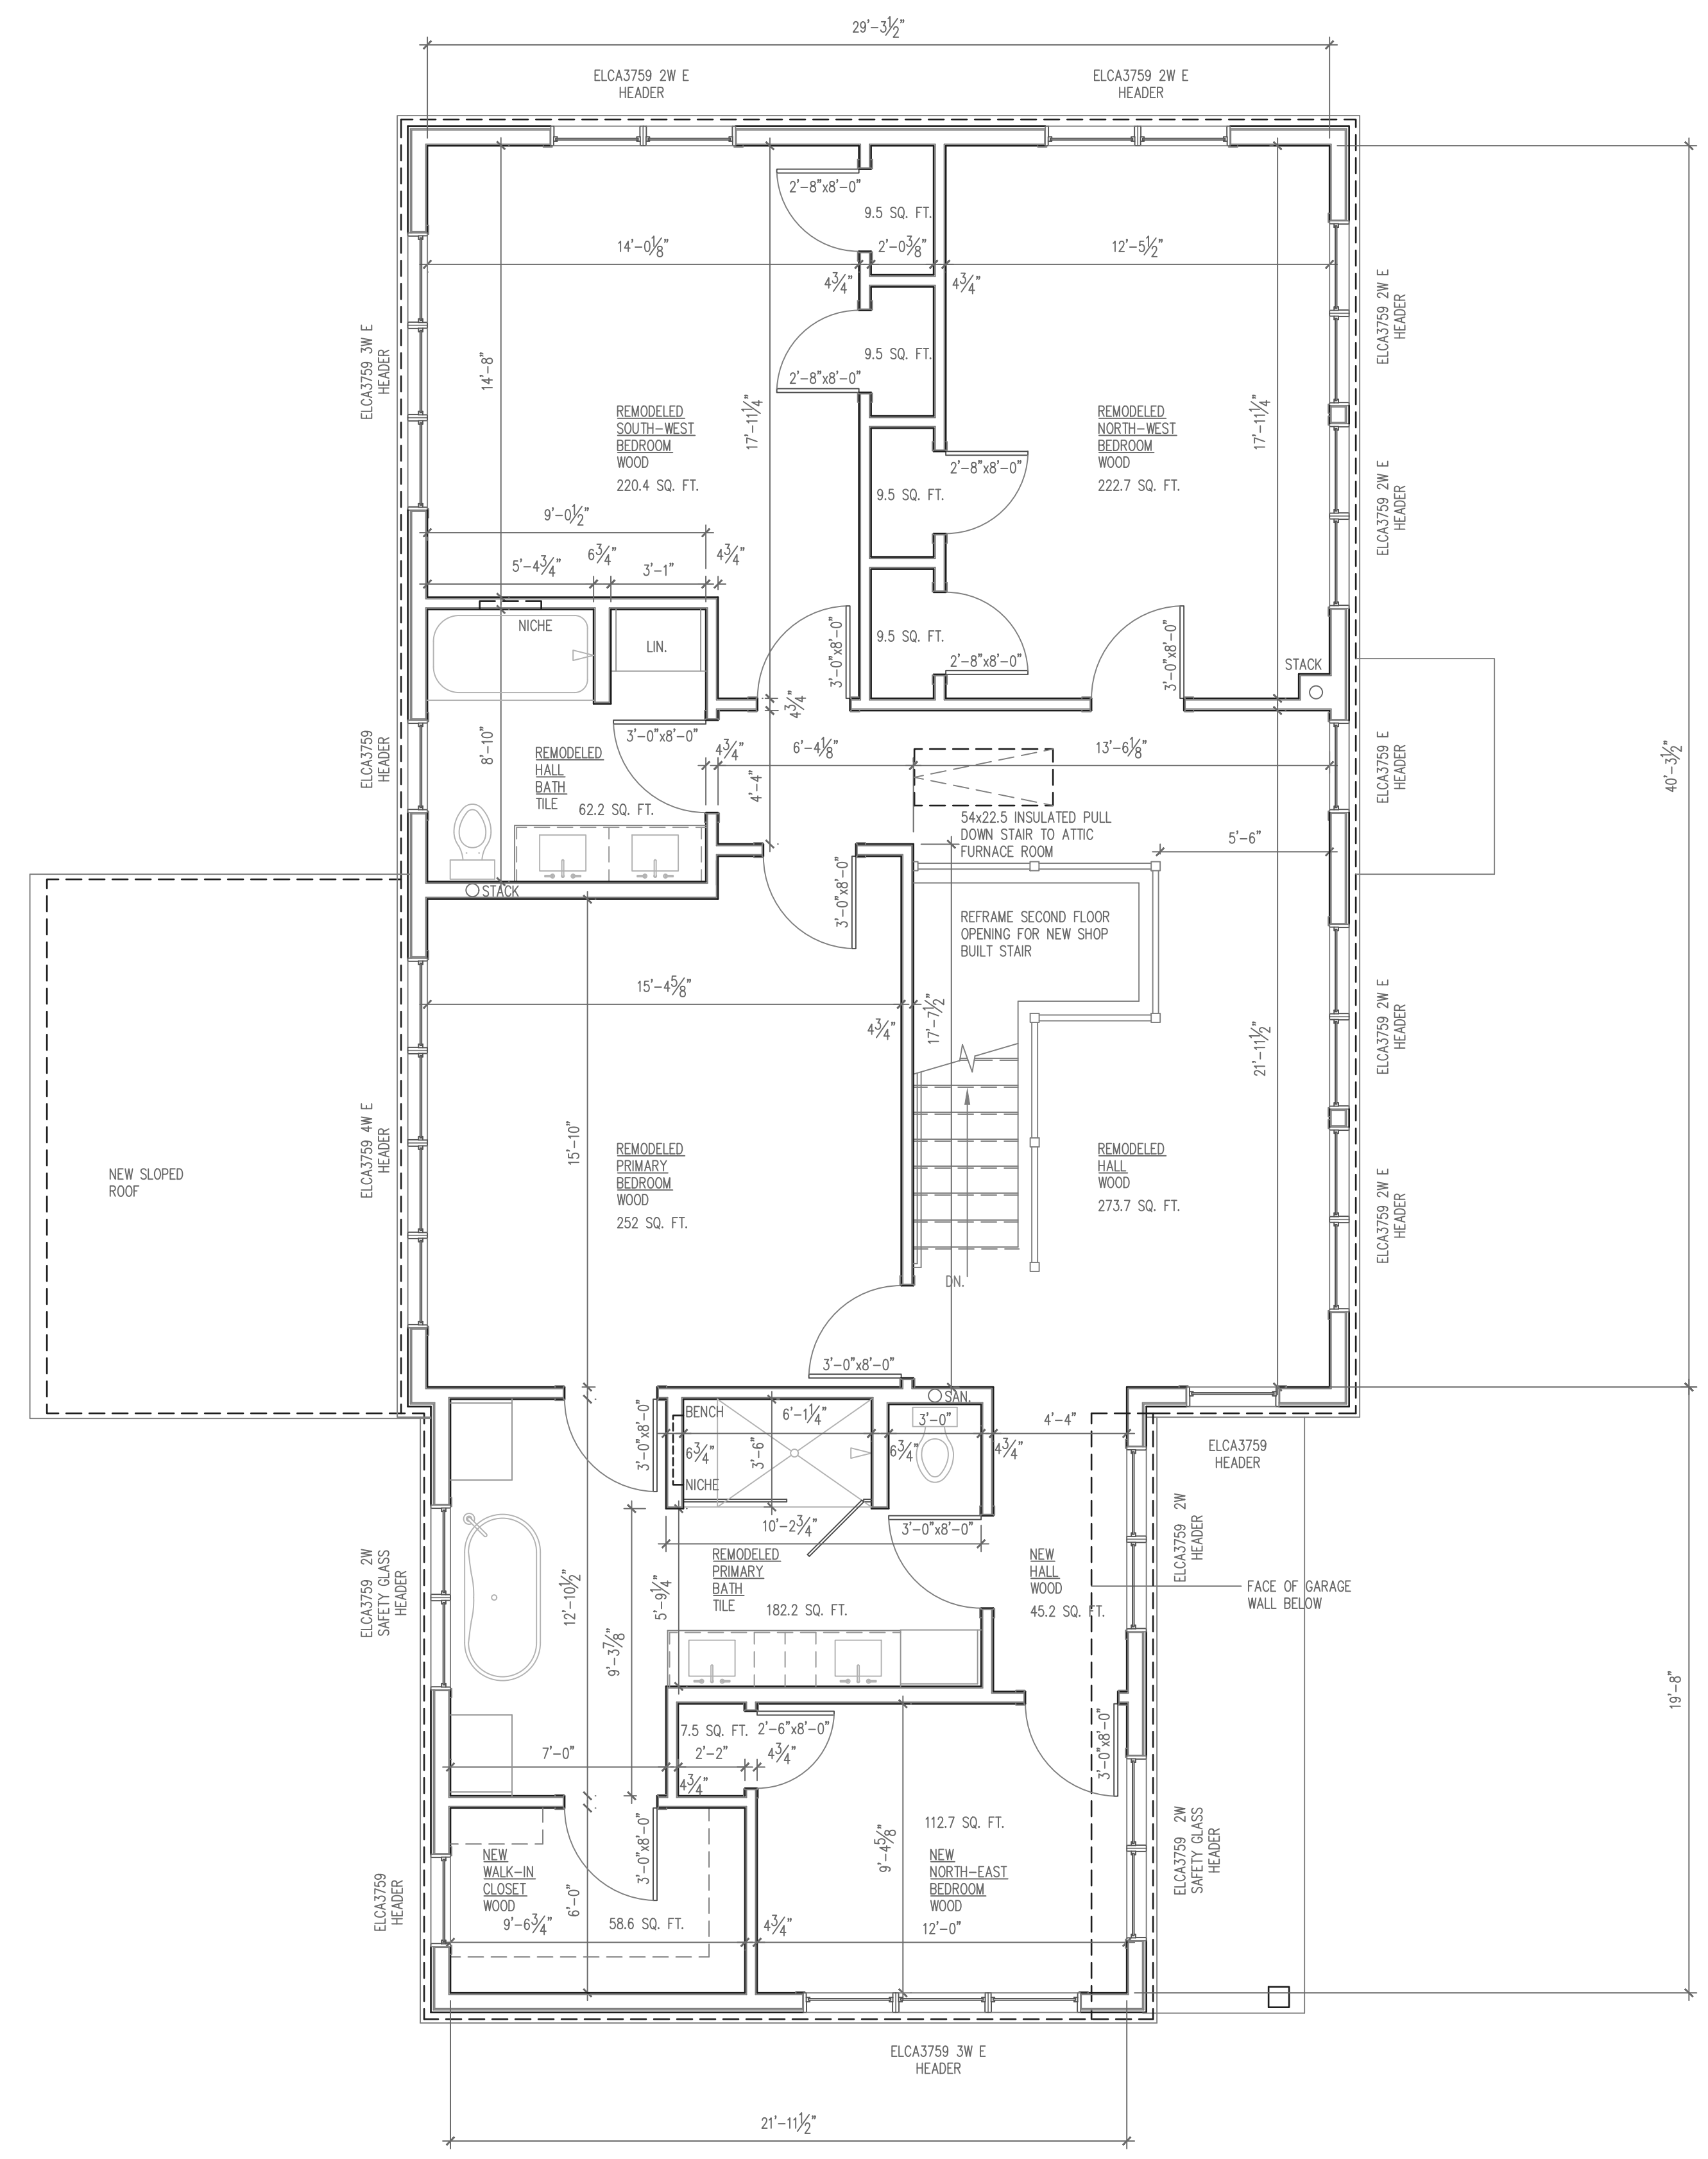 29'-3½"
ELCA3759 2W E
HEADER
ELCA3759 2W E
HEADER
2'-8"x8'-0"
9.5 SQ. FT.
14'-0⅛"
2'-0⅜"
12'-5½"
4¾"
4¾"
ELCA3759 3W E
HEADER
14'-8"
9.5 SQ. FT.
2'-8"x8'-0"
17'-11¼"
17'-11¼"
ELCA3759 2W E
HEADER
REMODELED
SOUTH-WEST
BEDROOM
WOOD
220.4 SQ. FT.
REMODELED
NORTH-WEST
BEDROOM
WOOD
222.7 SQ. FT.
2'-8"x8'-0"
9.5 SQ. FT.
ELCA3759 2W E
HEADER
9'-0½"
5'-4¾"
6¾"
3'-1"
4¾"
NICHE
LIN.
3'-0"x8'-0"
9.5 SQ. FT.
2'-8"x8'-0"
3'-0"x8'-0"
STACK
4¾"
3'-0"x8'-0"
ELCA3759
HEADER
8'-10"
REMODELED
HALL
BATH
TILE
62.2 SQ. FT.
4¾"
6'-4⅛"
13'-6⅛"
4'-4"
ELCA3759 E
HEADER
40'-3½"
54x22.5 INSULATED PULL
DOWN STAIR TO ATTIC
FURNACE ROOM
5'-6"
STACK
3'-0"x8'-0"
REFRAME SECOND FLOOR
OPENING FOR NEW SHOP
BUILT STAIR
15'-4⅝"
4¾"
17'-7½"
21'-11½"
ELCA3759 2W E
HEADER
NEW SLOPED
ROOF
ELCA3759 4W E
HEADER
15'-10"
REMODELED
PRIMARY
BEDROOM
WOOD
252 SQ. FT.
REMODELED
HALL
WOOD
273.7 SQ. FT.
ELCA3759 2W E
HEADER
DN.
3'-0"x8'-0"
SAN.
3'-0"x8'-0"
BENCH
6'-1¼"
3'-0"
4'-4"
6¾"
3'-6"
6¾"
4¾"
NICHE
ELCA3759
HEADER
10'-2¾"
3'-0"x8'-0"
ELCA3759 2W
HEADER
ELCA3759 2W
SAFETY GLASS
HEADER
12'-10½"
9'-3⅞"
5'-9¼"
REMODELED
PRIMARY
BATH
TILE
182.2 SQ. FT.
NEW
HALL
WOOD
45.2 SQ. FT.
FACE OF GARAGE
WALL BELOW
19'-8"
7.5 SQ. FT.
2'-6"x8'-0"
7'-0"
2'-2"
4¾"
4¾"
3'-0"x8'-0"
3'-0"x8'-0"
112.7 SQ. FT.
9'-4⅝"
ELCA3759 2W
SAFETY GLASS
HEADER
ELCA3759
HEADER
NEW
WALK-IN
CLOSET
WOOD
9'-6¾"
6'-0"
58.6 SQ. FT.
4¾"
NEW
NORTH-EAST
BEDROOM
WOOD
12'-0"
ELCA3759 3W E
HEADER
21'-11½"